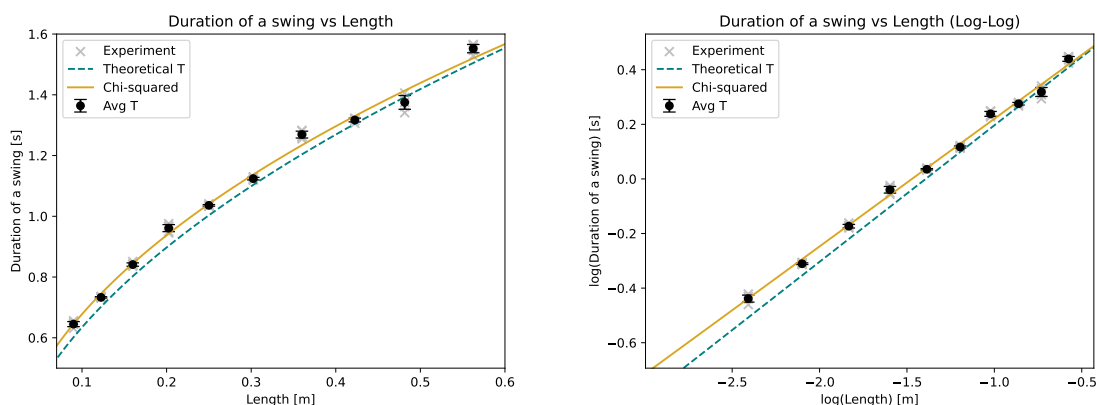 Duration of a swing vs Length
Duration of a swing [s]
1.6
1.4
1.2
1.0
0.8
0.6
Experiment
Theoretical T
Chi-squared
Avg T
0.1
0.2
0.3
0.4
0.5
0.6
Length [m]
Duration of a swing vs Length (Log-Log)
log(Duration of a swing) [s]
0.4
0.2
0.0
−0.2
−0.4
−0.6
Experiment
Theoretical T
Chi-squared
Avg T
−2.5
−2.0
−1.5
−1.0
−0.5
log(Length) [m]